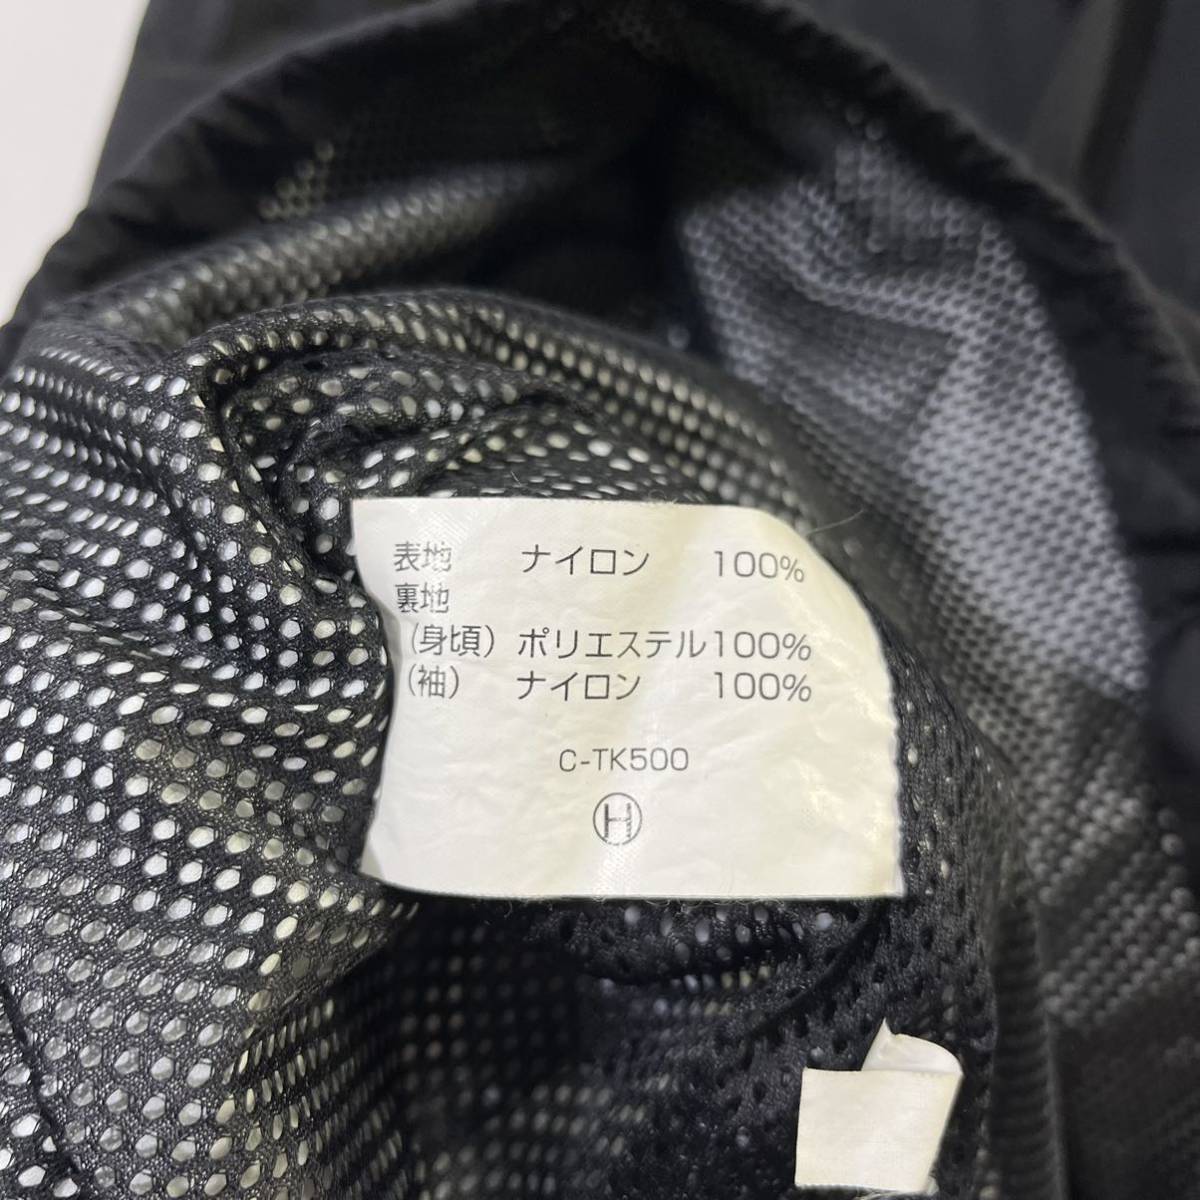 表地 ナイロン 100%
裏地
(身頃) ポリエステル100%
(袖) ナイロン 100%
C-TK500
H